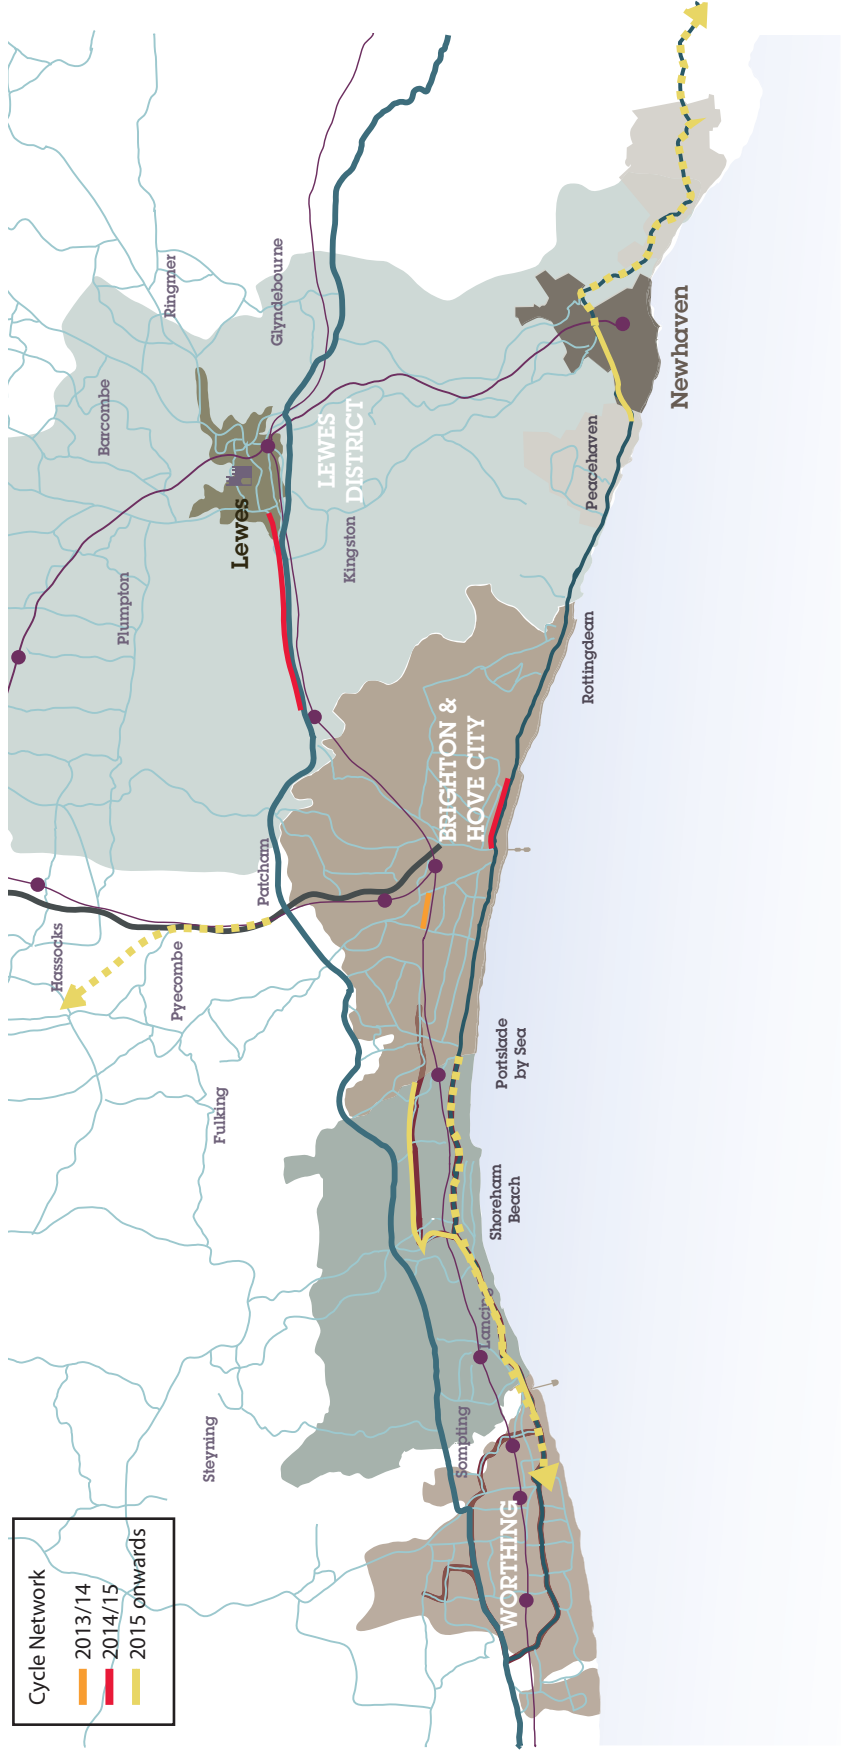 Cycle Network
2013/14
2014/15
2015 onwards
Steyning
Fulking
Pyecombe
Hassocks
Patcham
Plumpton
Barcombe
Ringmer
Glyndebourne
Lewes
LEWES
DISTRICT
Kingston
WORTHING
Sompting
Lancing
Shoreham
Beach
Portslade
by Sea
BRIGHTON &
HOVE CITY
Rottingdean
Peacehaven
Newhaven